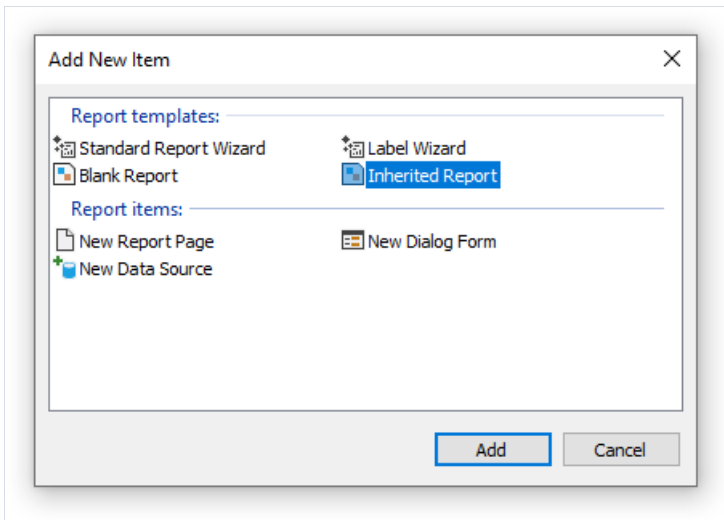 Add New Item
Report templates:
Standard Report Wizard Label Wizard
Blank Report Inherited Report
Report items:
New Report Page New Dialog Form
New Data Source
Add Cancel